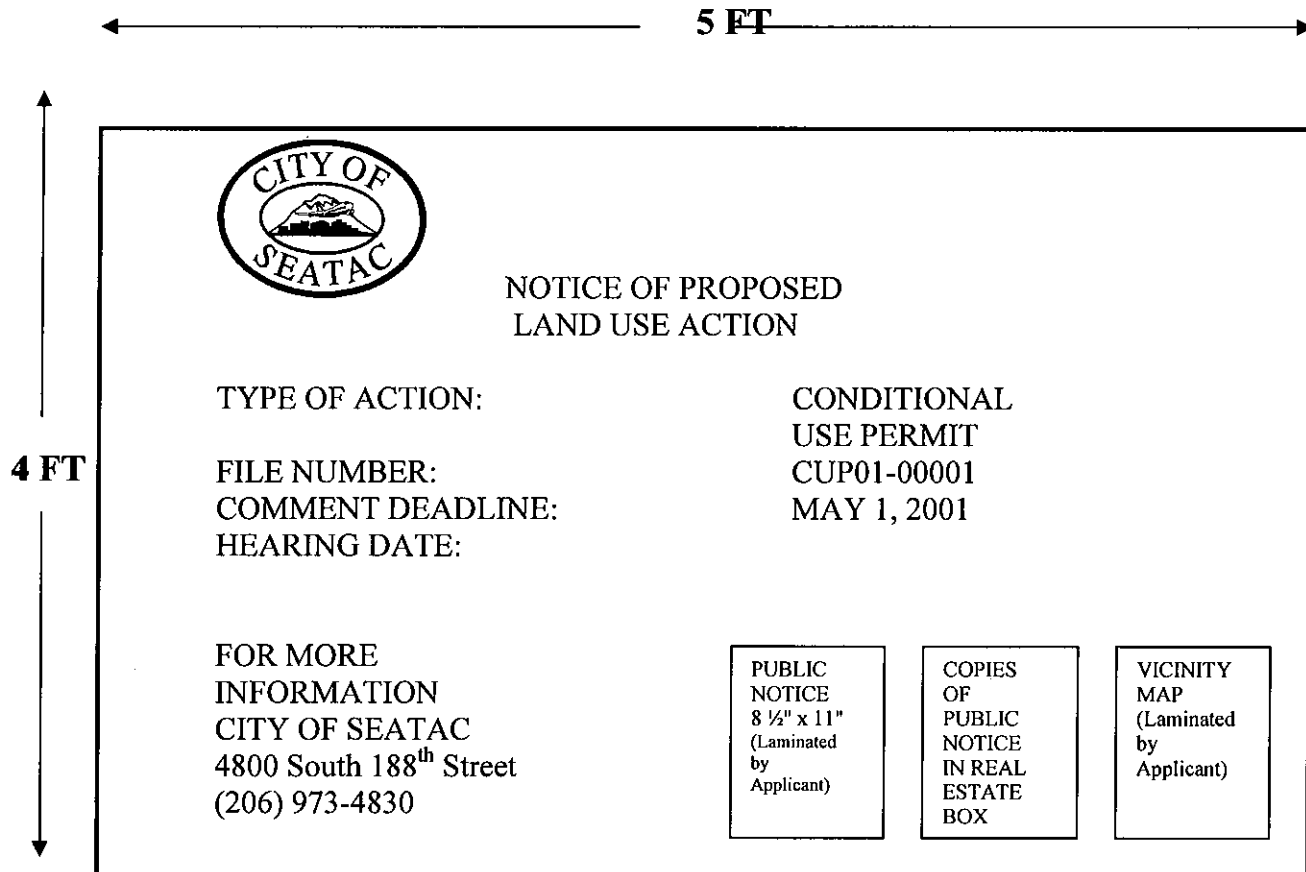 5 FT
CITY OF
SEATAC
NOTICE OF PROPOSED
LAND USE ACTION
TYPE OF ACTION:
CONDITIONAL
USE PERMIT
4 FT
FILE NUMBER:
CUP01-00001
COMMENT DEADLINE:
MAY 1, 2001
HEARING DATE:
FOR MORE
INFORMATION
CITY OF SEATAC
4800 South 188th Street
(206) 973-4830
PUBLIC
NOTICE
8 ½" x 11"
(Laminated
by
Applicant)
COPIES
OF
PUBLIC
NOTICE
IN REAL
ESTATE
BOX
VICINITY
MAP
(Laminated
by
Applicant)